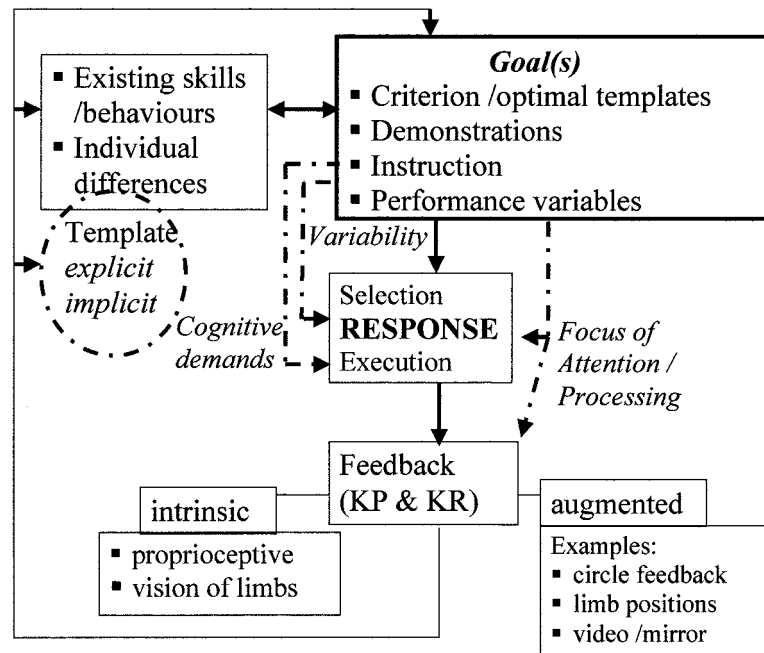 Goal(s)
▪ Criterion /optimal templates
▪ Demonstrations
▪ Instruction
▪ Performance variables
▪ Existing skills
/behaviours
▪ Individual
differences
Template
explicit
implicit
Variability
Cognitive
demands
Selection
RESPONSE
Execution
Focus of
Attention /
Processing
Feedback
(KP & KR)
intrinsic
▪ proprioceptive
▪ vision of limbs
augmented
Examples:
▪ circle feedback
▪ limb positions
▪ video /mirror